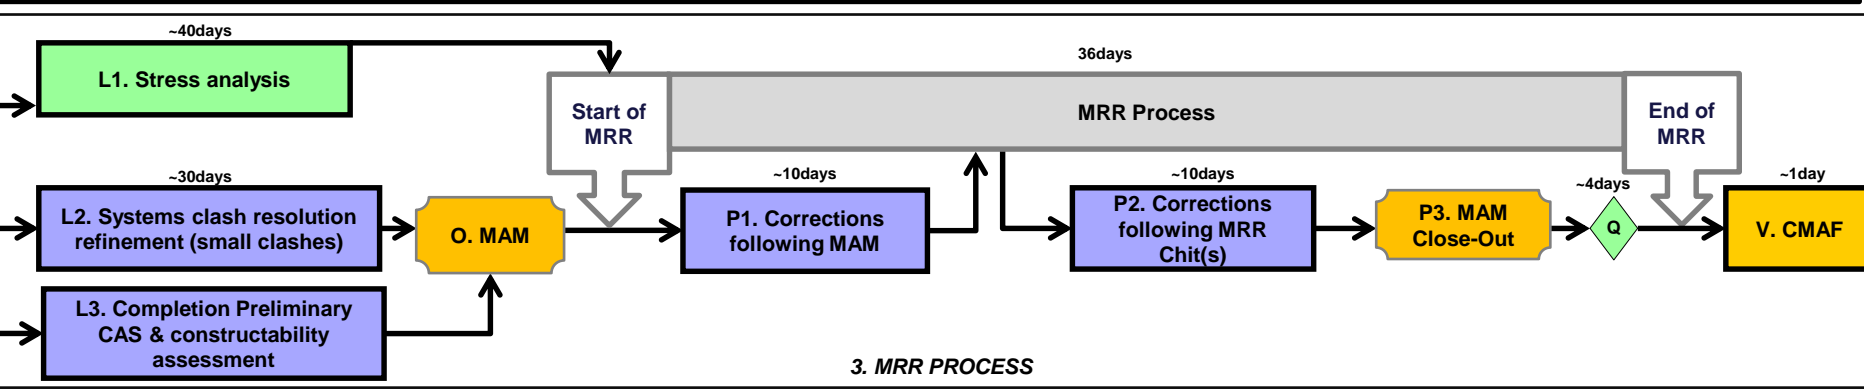 ~40days
L1. Stress analysis
36days
Start of
MRR
MRR Process
End of
MRR
~30days
L2. Systems clash resolution
refinement (small clashes)
O. MAM
~10days
P1. Corrections
following MAM
~10days
P2. Corrections
following MRR
Chit(s)
P3. MAM
Close-Out
~4days
Q
~1day
V. CMAF
L3. Completion Preliminary
CAS & constructability
assessment
3. MRR PROCESS